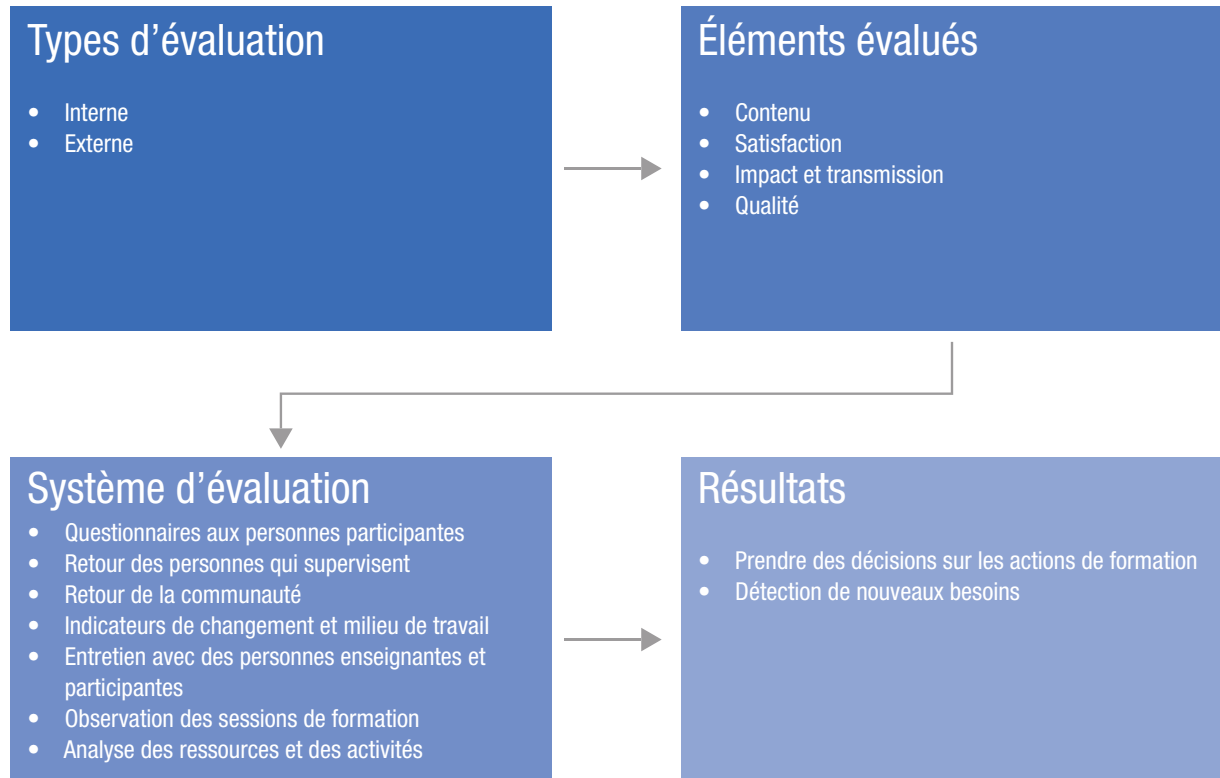 Types d’évaluation
• Interne
• Externe
Éléments évalués
• Contenu
• Satisfaction
• Impact et transmission
• Qualité
Système d’évaluation
• Questionnaires aux personnes participantes
• Retour des personnes qui supervisent
• Retour de la communauté
• Indicateurs de changement et milieu de travail
• Entretien avec des personnes enseignantes et
participantes
• Observation des sessions de formation
• Analyse des ressources et des activités
Résultats
• Prendre des décisions sur les actions de formation
• Détection de nouveaux besoins